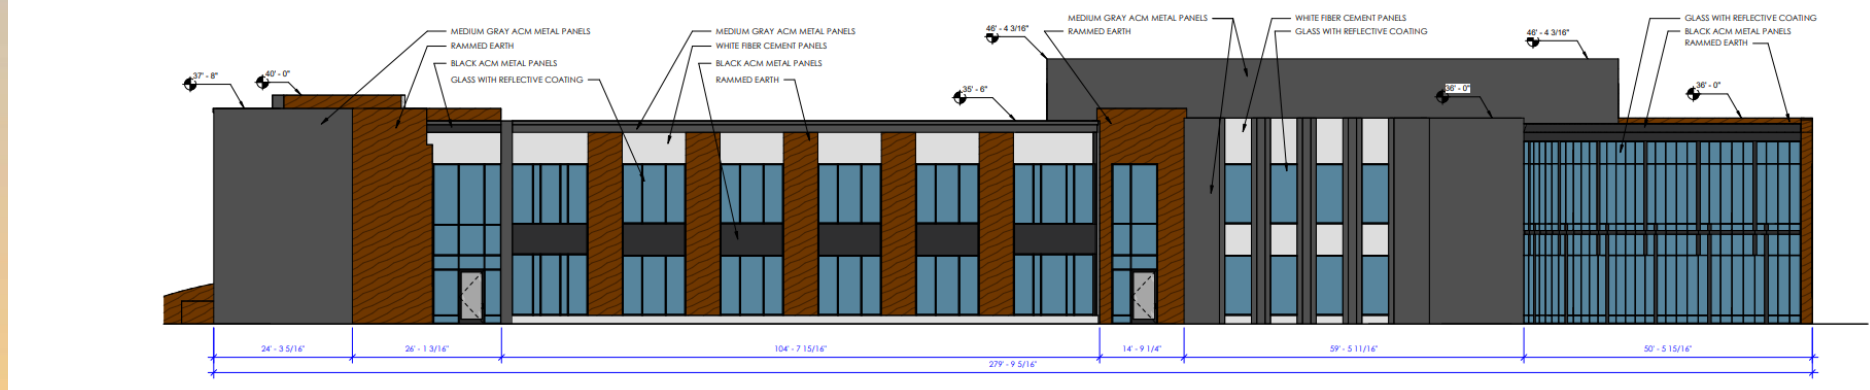 MEDIUM GRAY ACM METAL PANELS
RAMMED EARTH
BLACK ACM METAL PANELS
GLASS WITH REFLECTIVE COATING
MEDIUM GRAY ACM METAL PANELS
WHITE FIBER CEMENT PANELS
BLACK ACM METAL PANELS
RAMMED EARTH
MEDIUM GRAY ACM METAL PANELS
RAMMED EARTH
WHITE FIBER CEMENT PANELS
GLASS WITH REFLECTIVE COATING
GLASS WITH REFLECTIVE COATING
BLACK ACM METAL PANELS
RAMMED EARTH
37' - 8"
40' - 0"
35' - 6"
46' - 4 3/16"
36' - 0"
46' - 4 3/16"
36' - 0"
24' - 3 5/16"
26' - 1 3/16"
104' - 7 15/16"
14' - 9 1/4"
59' - 5 11/16"
50' - 5 15/16"
279' - 9 5/16"